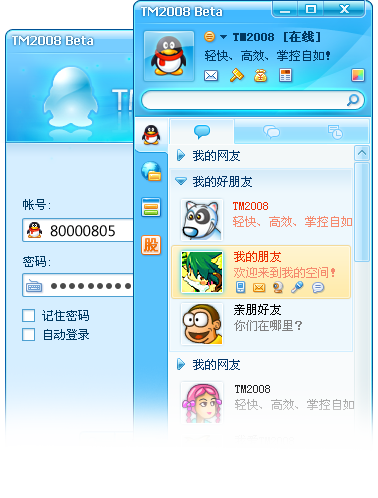 TM2008 Beta
TM
帐号:
80000805
密码:
记住密码
自动登录
TM2008 Beta
TM2008 [在线]
轻快、高效、掌控自如!
股
我的网友
我的好朋友
TM2008
轻快、高效、掌控自如
我的朋友
欢迎来到我的空间!
亲朋好友
你们在哪里?
我的网友
TM2008
轻快、高效、掌控自如